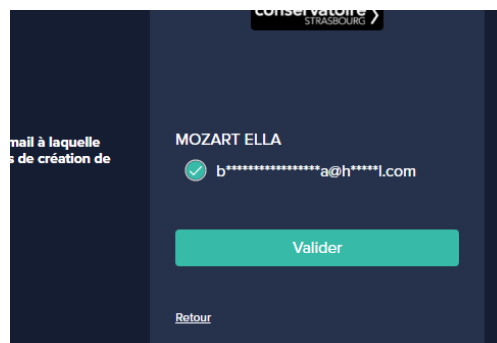 conservatoire
STRASBOURG
mail à laquelle
s de création de
MOZART ELLA
b*****************a@h*****l.com
Valider
Retour